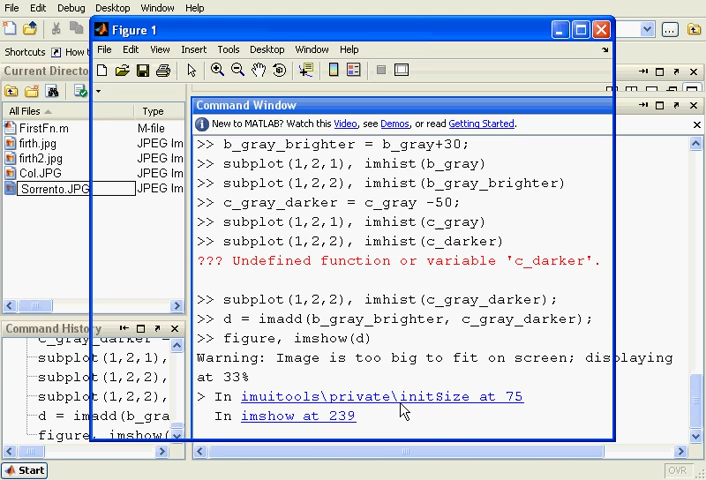 File Edit Debug Desktop Window Help
Figure 1
Shortcuts How
File Edit View Insert Tools Desktop Window Help
Current Direc
All Files Type
FirstFn.m M-file
firth.jpg JPEG Im
firth2.jpg JPEG Im
Col.JPG JPEG Im
Sorrento.JPG JPEG Im
Command Window
New to MATLAB? Watch this Video, see Demos, or read Getting Started.
>> b_gray_brighter = b_gray+30;
>> subplot(1,2,1), imhist(b_gray)
>> subplot(1,2,2), imhist(b_gray_brighter)
>> c_gray_darker = c_gray -50;
>> subplot(1,2,1), imhist(c_gray)
>> subplot(1,2,2), imhist(c_darker)
??? Undefined function or variable 'c_darker'.
>> subplot(1,2,2), imhist(c_gray_darker);
>> d = imadd(b_gray_brighter, c_gray_darker);
>> figure, imshow(d)
Warning: Image is too big to fit on screen; displaying
at 33%
> In imuitools\private\initSize at 75
In imshow at 239
Command History
c_gray_darker =
subplot(1,2,1),
subplot(1,2,2),
subplot(1,2,2),
d = imadd(b_gra
figure, imshow(
Start
OVR